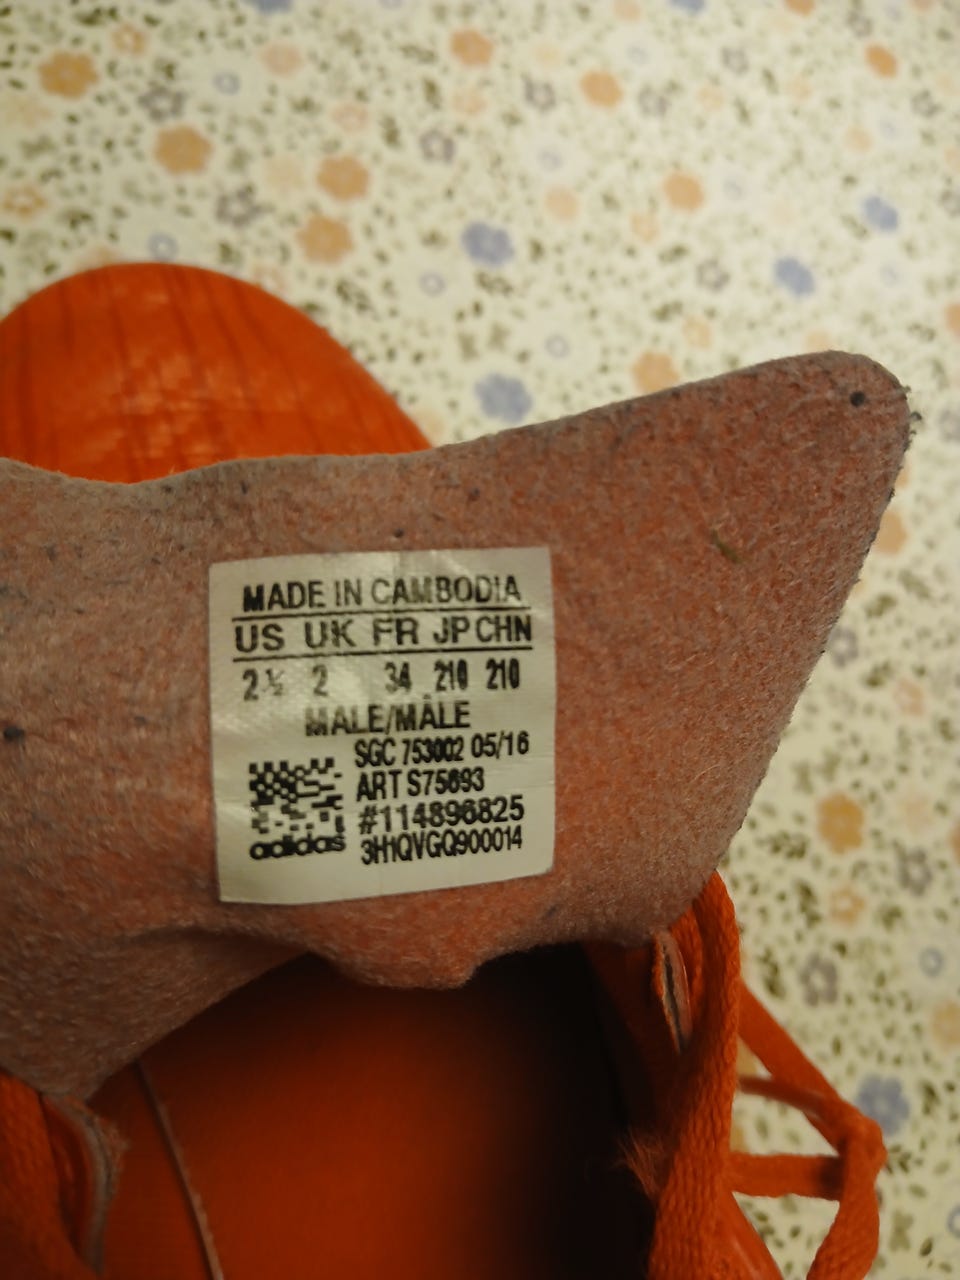 MADE IN CAMBODIA
US UK FR JP CHN
2½ 2 34 210 210
MALE/MÂLE
SGC 753002 05/16
ART S75693
#114896825
adidas 3H1QVGQ900014